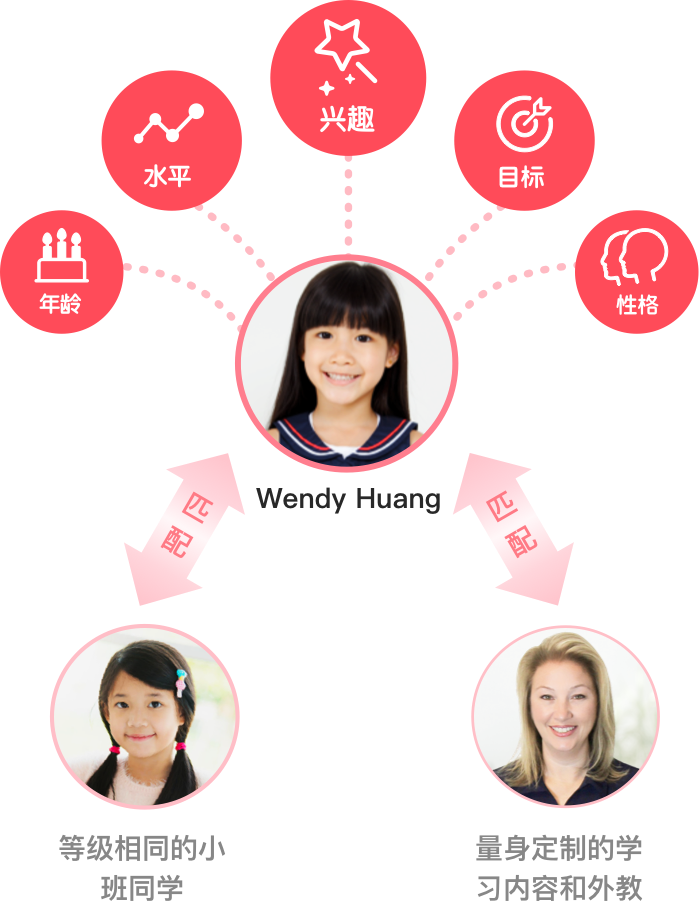 兴趣
水平
目标
年龄
性格
Wendy Huang
匹配
匹配
等级相同的小
班同学
量身定制的学
习内容和外教